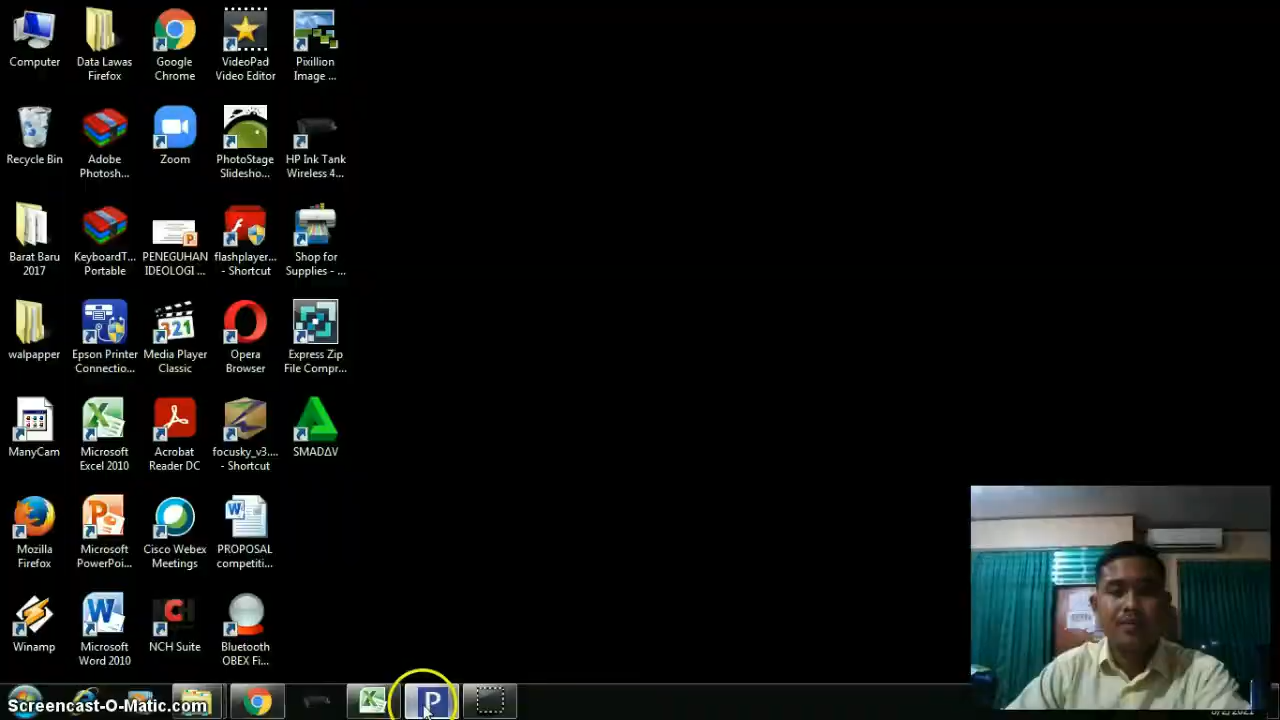 Computer
Data Lawas
Firefox
Google
Chrome
VideoPad
Video Editor
Pixillion
Image ...
Recycle Bin
Adobe
Photosh...
Zoom
PhotoStage
Slidesho...
HP Ink Tank
Wireless 4...
Barat Baru
2017
KeyboardT...
Portable
PENEGUHAN
IDEOLOGI ...
flashplayer...
- Shortcut
Shop for
Supplies - ...
walpapper
Epson Printer
Connectio...
321
Media Player
Classic
Opera
Browser
Express Zip
File Compr...
ManyCam
Microsoft
Excel 2010
Acrobat
Reader DC
focusky_v3....
- Shortcut
SMADΔV
Mozilla
Firefox
Microsoft
PowerPoi...
Cisco Webex
Meetings
PROPOSAL
competiti...
Winamp
Microsoft
Word 2010
NCH
NCH Suite
Bluetooth
OBEX Fi...
P
Screencast-O-Matic.com